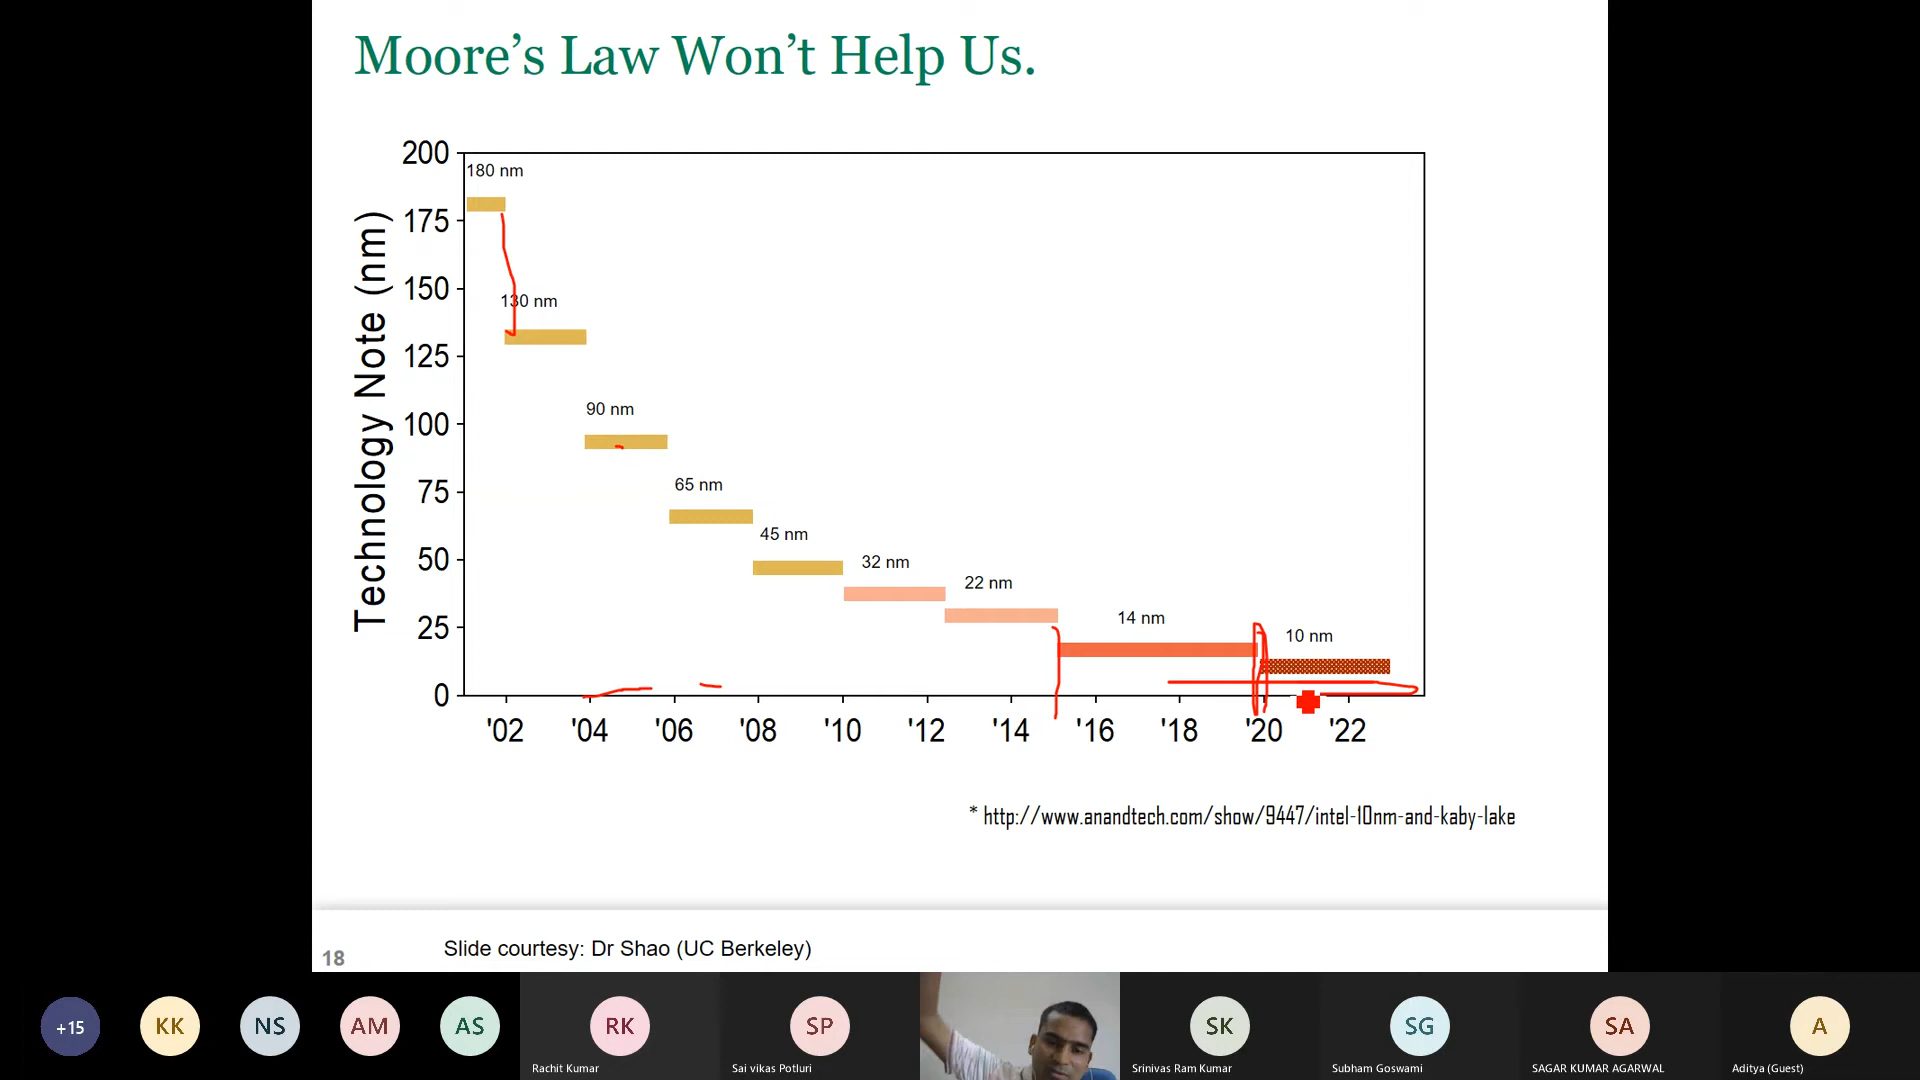 Moore’s Law Won’t Help Us.
200
180 nm
175
150
130 nm
125
90 nm
100
75
65 nm
45 nm
50
32 nm
22 nm
25
14 nm
10 nm
0
Technology Note (nm)
'02 '04 '06 '08 '10 '12 '14 '16 '18 '20 '22
* http://www.anandtech.com/show/9447/intel-10nm-and-kaby-lake
18
Slide courtesy: Dr Shao (UC Berkeley)
+15 KK NS AM AS RK SP SK SG SA A
Rachit Kumar Sai vikas Potluri Srinivas Ram Kumar Subham Goswami SAGAR KUMAR AGARWAL Aditya (Guest)